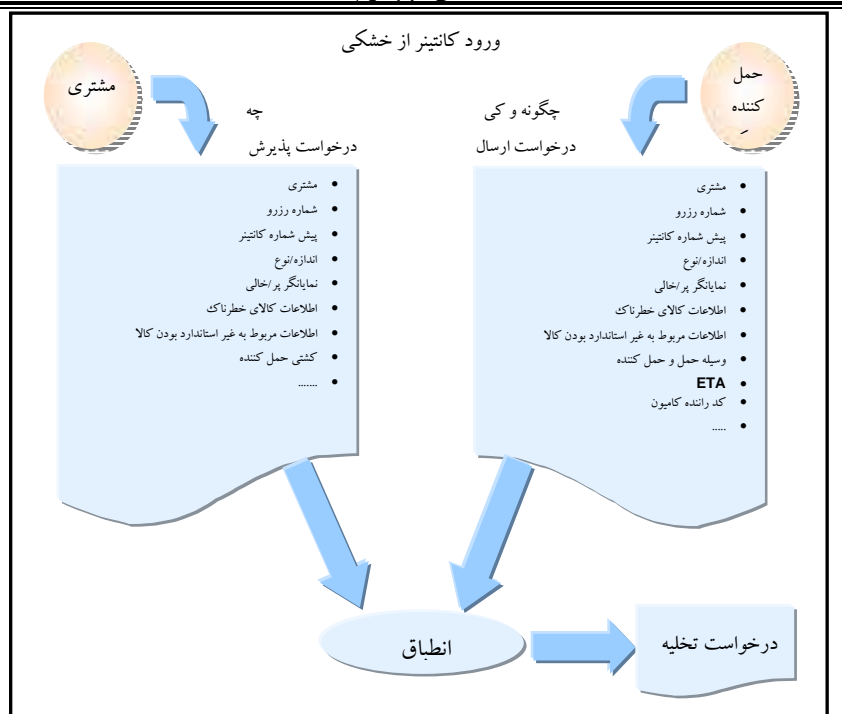 ورود کانتینر از خشکی
حمل
کننده
مشتری
چگونه و کی
درخواست ارسال
چه
درخواست پذیرش
• مشتری
• شماره رزرو
• پیش شماره کانتینر
• اندازه/نوع
• نمایانگر پر/خالی
• اطلاعات کالای خطرناک
• اطلاعات مربوط به غیر استاندارد بودن کالا
• وسیله حمل و حمل کننده
• ETA
• کد راننده کامیون
• .....
• مشتری
• شماره رزرو
• پیش شماره کانتینر
• اندازه/نوع
• نمایانگر پر/خالی
• اطلاعات کالای خطرناک
• اطلاعات مربوط به غیر استاندارد بودن کالا
• کشتی حمل کننده
• .......
انطباق
درخواست تخلیه